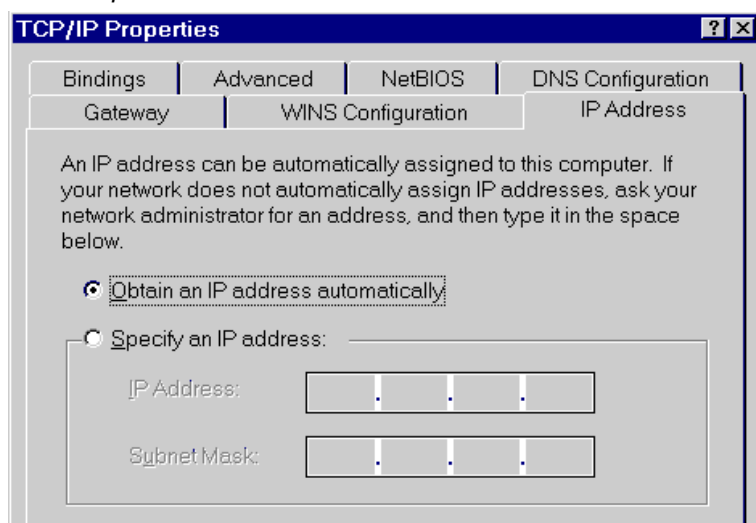 TCP/IP Properties
Bindings Advanced NetBIOS DNS Configuration
Gateway WINS Configuration IP Address
An IP address can be automatically assigned to this computer. If
your network does not automatically assign IP addresses, ask your
network administrator for an address, and then type it in the space
below.
Obtain an IP address automatically
Specify an IP address:
IP Address: . . .
Subnet Mask: . . .